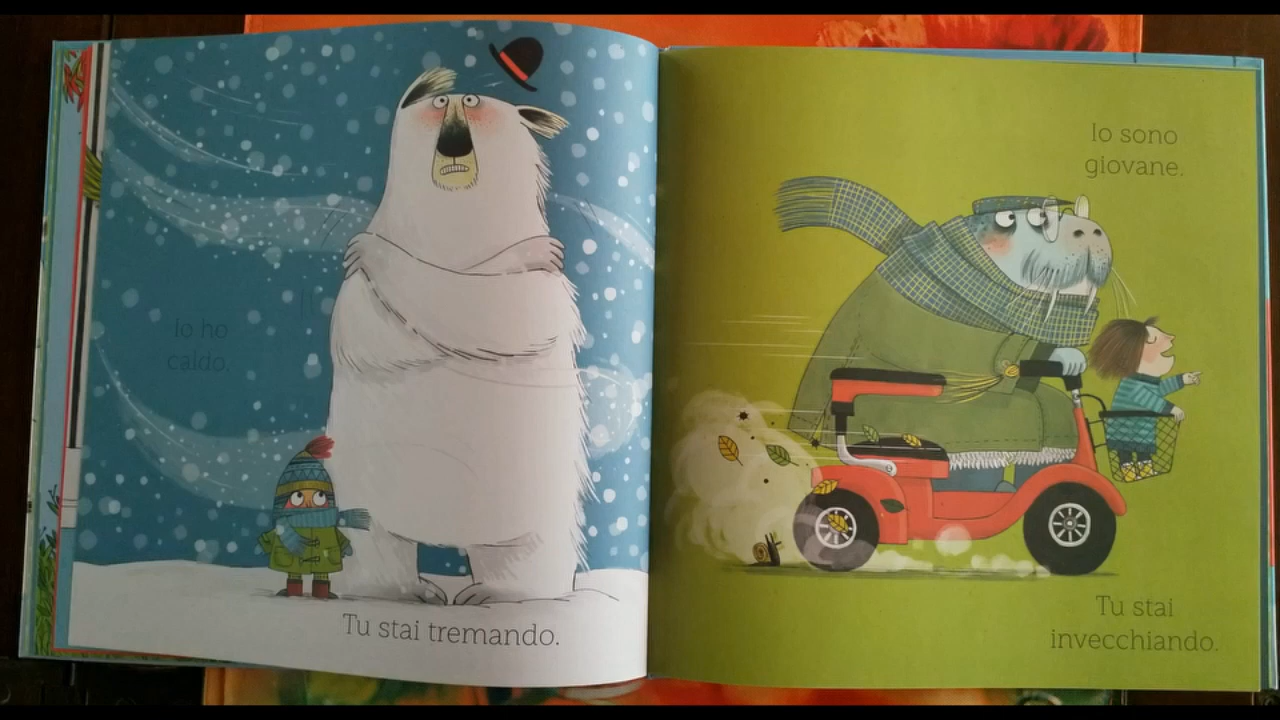 Io ho
caldo.
Tu stai tremando.
Io sono
giovane.
Tu stai
invecchiando.